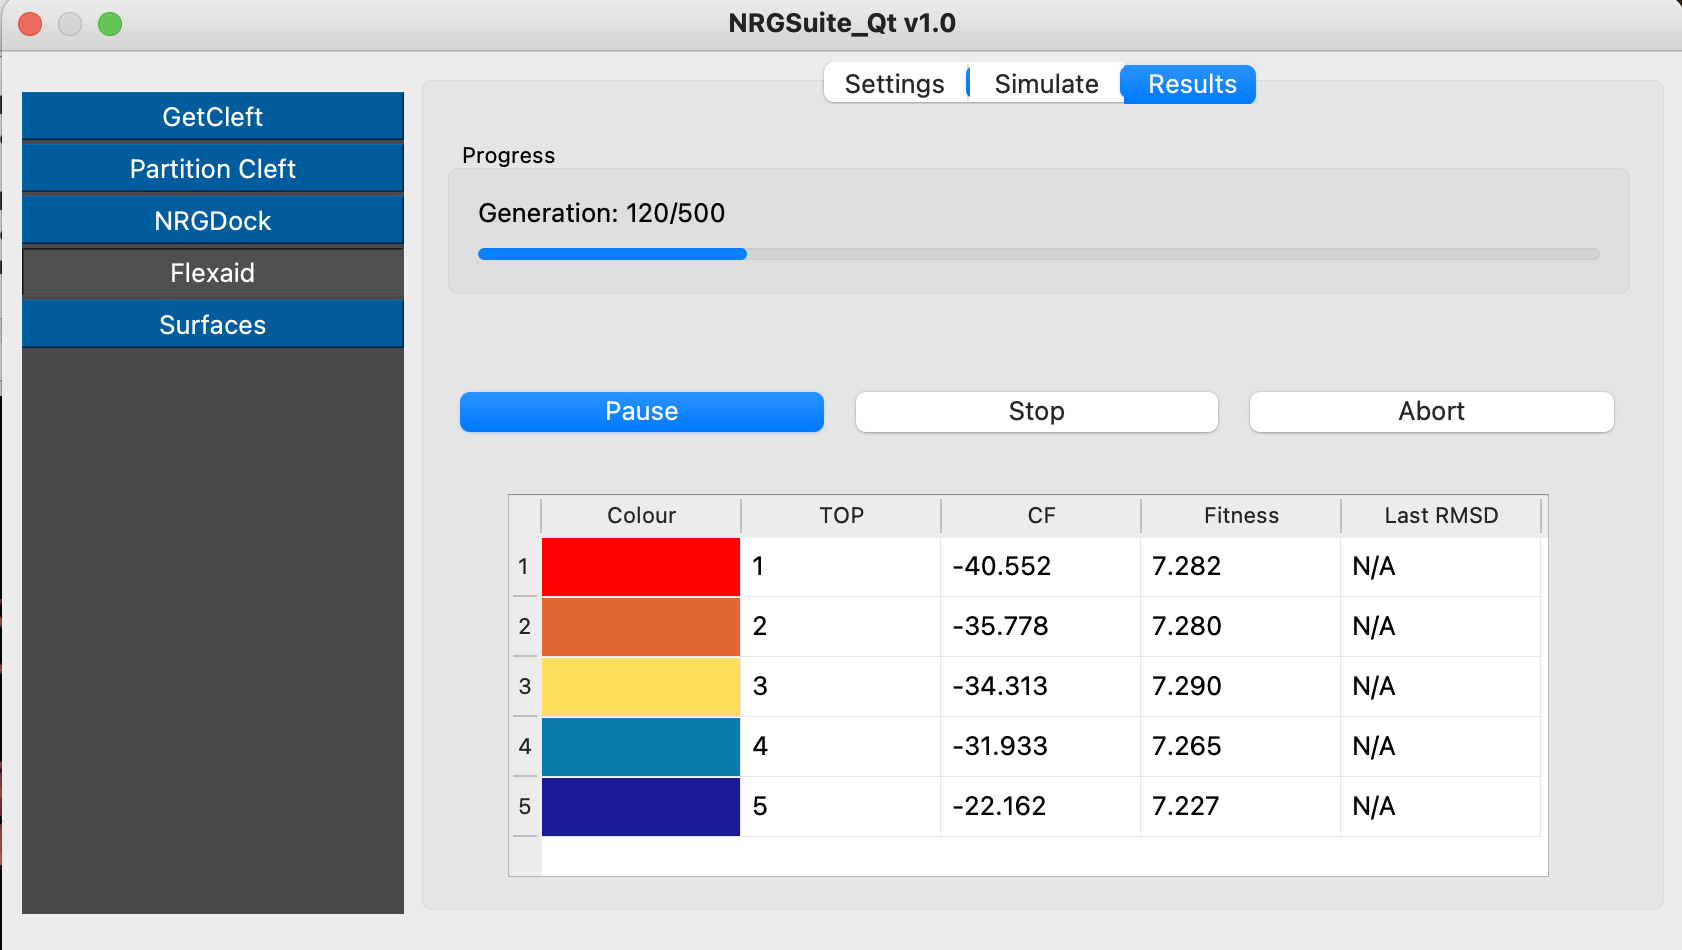 NRGSuite_Qt v1.0
Settings Simulate Results
GetCleft
Partition Cleft
NRGDock
Flexaid
Surfaces
Progress
Generation: 120/500
Pause Stop Abort
Colour TOP CF Fitness Last RMSD
1 1 -40.552 7.282 N/A
2 2 -35.778 7.280 N/A
3 3 -34.313 7.290 N/A
4 4 -31.933 7.265 N/A
5 5 -22.162 7.227 N/A